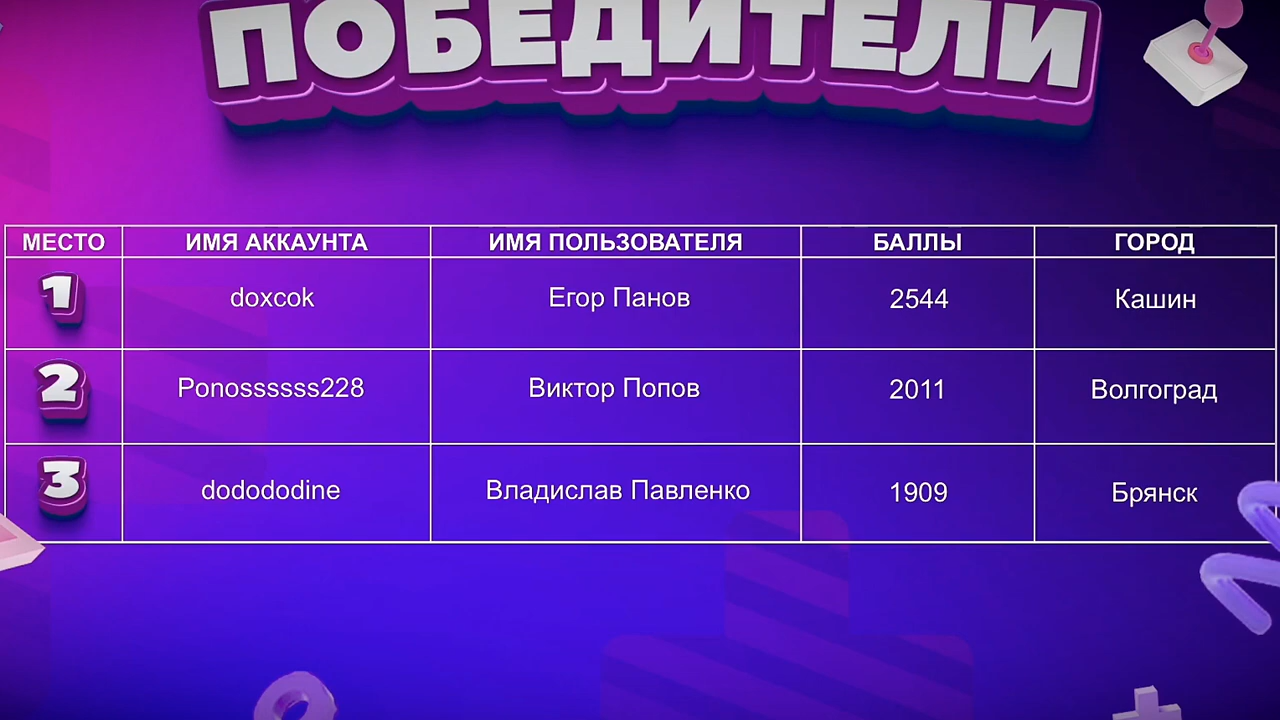 ПОБЕДИТЕЛИ
МЕСТО ИМЯ АККАУНТА ИМЯ ПОЛЬЗОВАТЕЛЯ БАЛЛЫ ГОРОД
1 doxcok Егор Панов 2544 Кашин
2 Ponossssss228 Виктор Попов 2011 Волгоград
3 dodododine Владислав Павленко 1909 Брянск